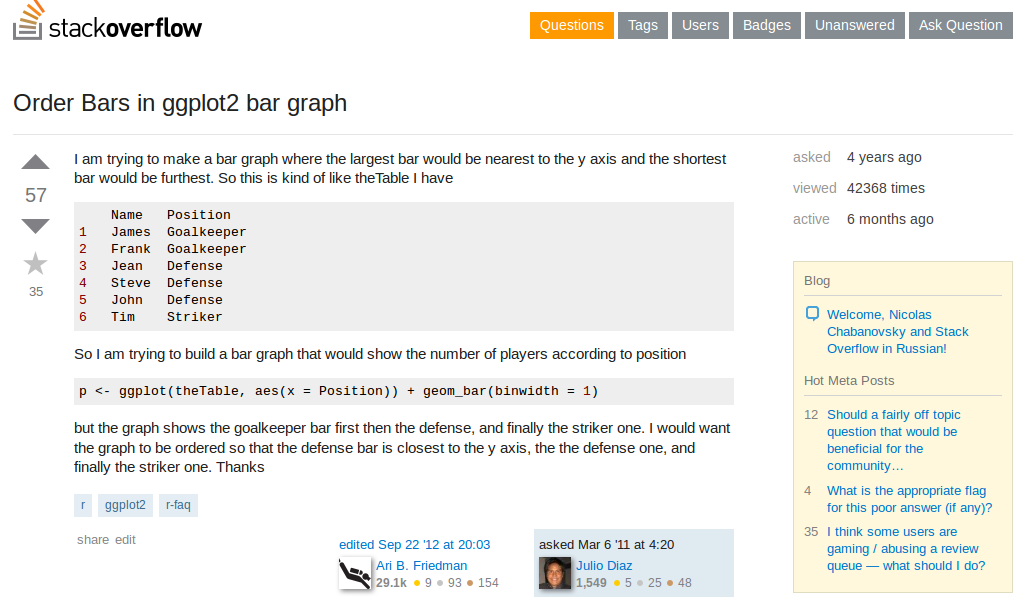 stackoverflow
Questions Tags Users Badges Unanswered Ask Question
Order Bars in ggplot2 bar graph
57
35
I am trying to make a bar graph where the largest bar would be nearest to the y axis and the shortest
bar would be furthest. So this is kind of like theTable I have
Name Position
1 James Goalkeeper
2 Frank Goalkeeper
3 Jean Defense
4 Steve Defense
5 John Defense
6 Tim Striker
So I am trying to build a bar graph that would show the number of players according to position
p <- ggplot(theTable, aes(x = Position)) + geom_bar(binwidth = 1)
but the graph shows the goalkeeper bar first then the defense, and finally the striker one. I would want
the graph to be ordered so that the defense bar is closest to the y axis, the the defense one, and
finally the striker one. Thanks
r ggplot2 r-faq
share edit
edited Sep 22 '12 at 20:03
Ari B. Friedman
29.1k 9 93 154
asked Mar 6 '11 at 4:20
Julio Diaz
1,549 5 25 48
asked 4 years ago
viewed 42368 times
active 6 months ago
Blog
Welcome, Nicolas
Chabanovsky and Stack
Overflow in Russian!
Hot Meta Posts
12 Should a fairly off topic
question that would be
beneficial for the
community…
4 What is the appropriate flag
for this poor answer (if any)?
35 I think some users are
gaming / abusing a review
queue — what should I do?